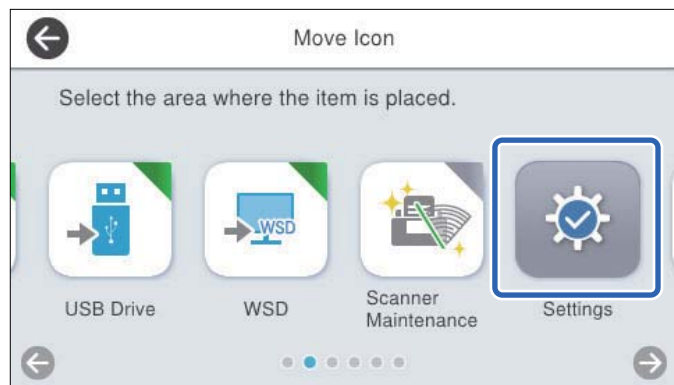 Move Icon
Select the area where the item is placed.
WSD
USB Drive
WSD
Scanner
Maintenance
Settings